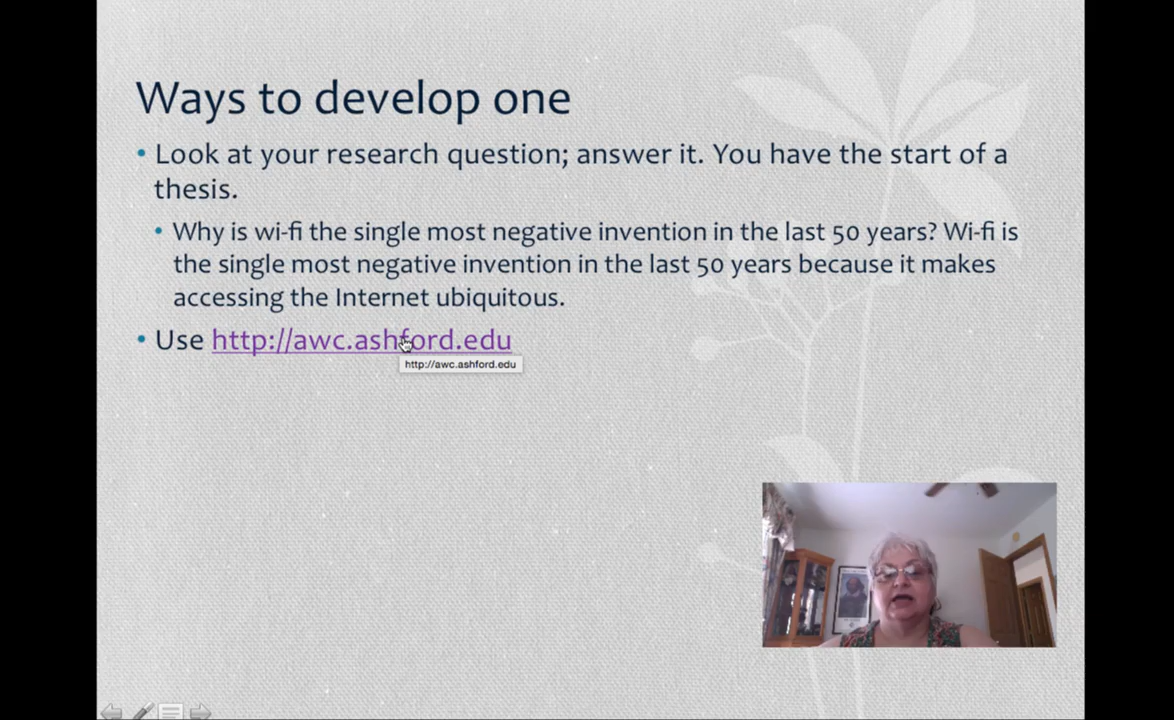 Ways to develop one
• Look at your research question; answer it. You have the start of a
thesis.
• Why is wi-fi the single most negative invention in the last 50 years? Wi-fi is
the single most negative invention in the last 50 years because it makes
accessing the Internet ubiquitous.
• Use http://awc.ashford.edu
http://awc.ashford.edu